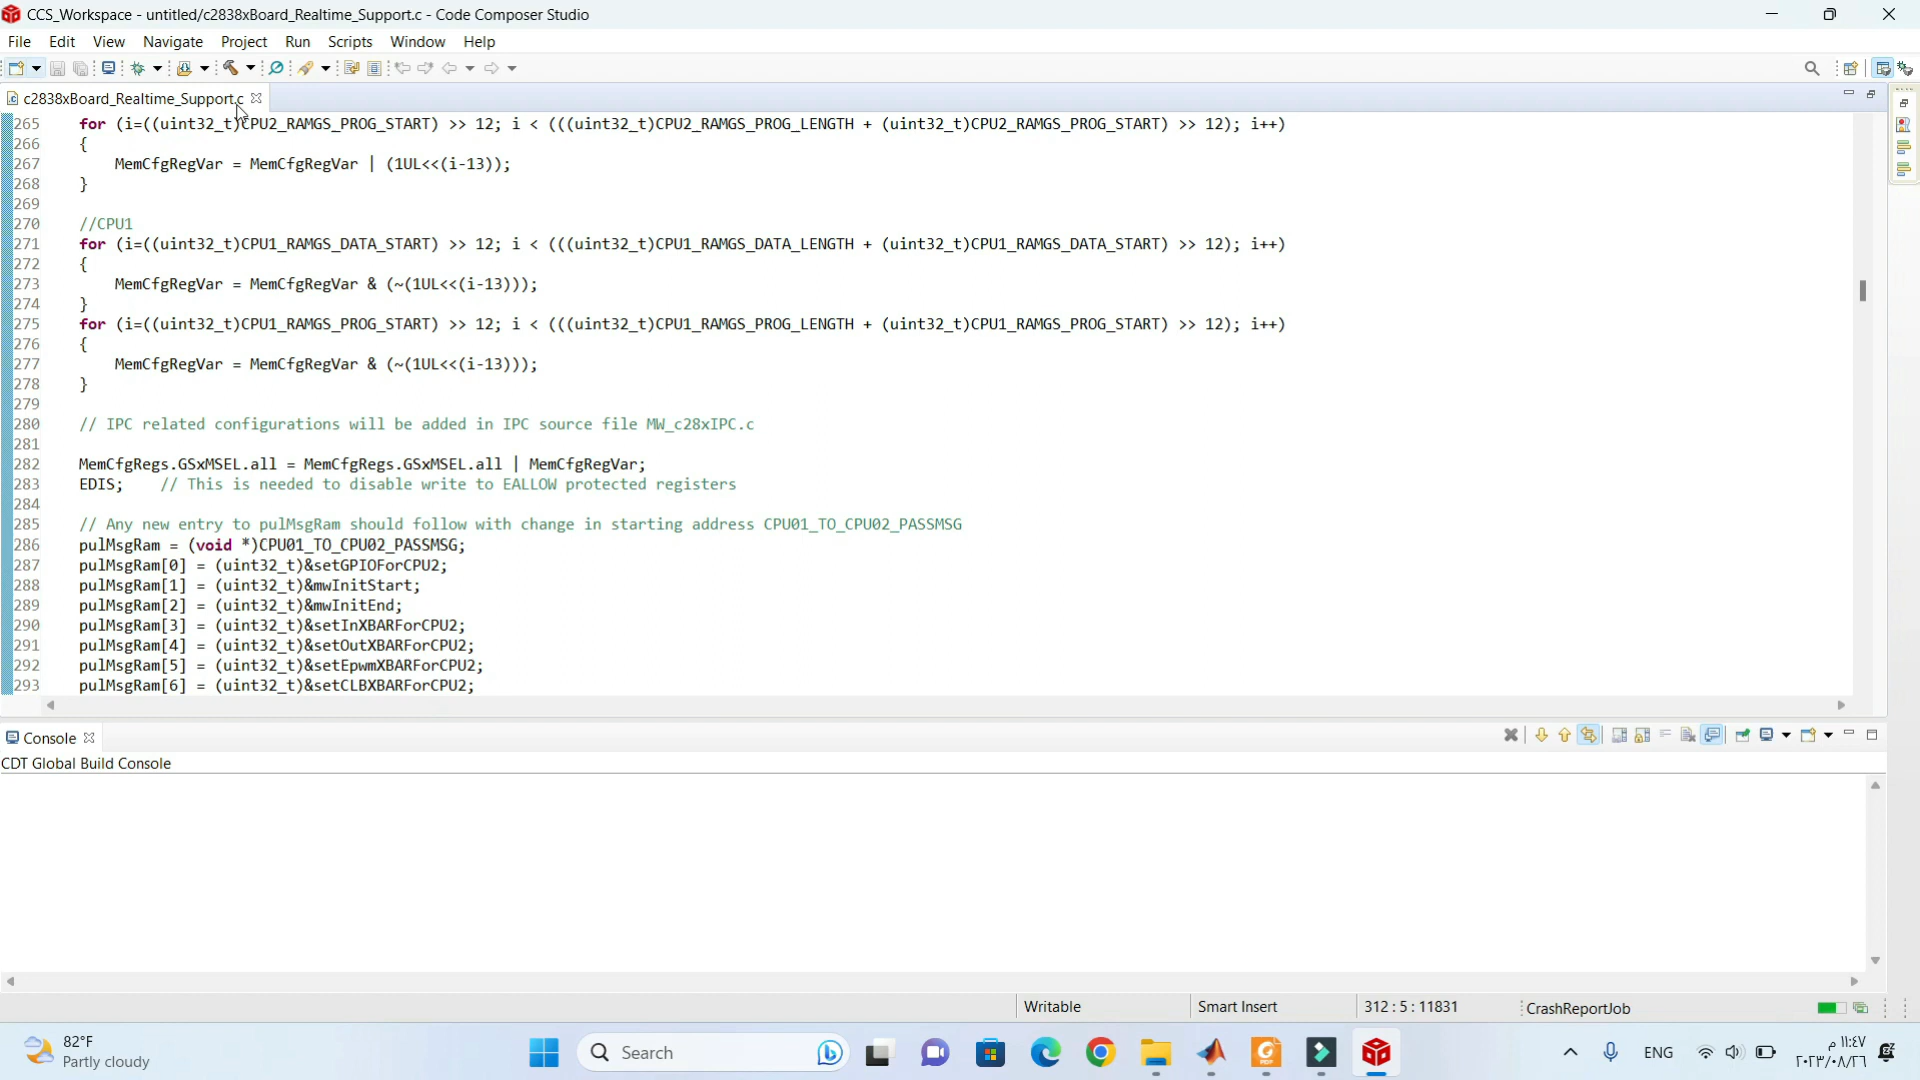 CCS_Workspace - untitled/c2838xBoard_Realtime_Support.c - Code Composer Studio
File Edit View Navigate Project Run Scripts Window Help
c2838xBoard_Realtime_Support.c
265 for (i=((uint32_t)CPU2_RAMGS_PROG_START) >> 12; i < (((uint32_t)CPU2_RAMGS_PROG_LENGTH + (uint32_t)CPU2_RAMGS_PROG_START) >> 12); i++)
266 {
267 MemCfgRegVar = MemCfgRegVar | (1UL<<(i-13));
268 }
269
270 //CPU1
271 for (i=((uint32_t)CPU1_RAMGS_DATA_START) >> 12; i < (((uint32_t)CPU1_RAMGS_DATA_LENGTH + (uint32_t)CPU1_RAMGS_DATA_START) >> 12); i++)
272 {
273 MemCfgRegVar = MemCfgRegVar & (~(1UL<<(i-13)));
274 }
275 for (i=((uint32_t)CPU1_RAMGS_PROG_START) >> 12; i < (((uint32_t)CPU1_RAMGS_PROG_LENGTH + (uint32_t)CPU1_RAMGS_PROG_START) >> 12); i++)
276 {
277 MemCfgRegVar = MemCfgRegVar & (~(1UL<<(i-13)));
278 }
279
280 // IPC related configurations will be added in IPC source file MW_c28xIPC.c
281
282 MemCfgRegs.GSxMSEL.all = MemCfgRegs.GSxMSEL.all | MemCfgRegVar;
283 EDIS; // This is needed to disable write to EALLOW protected registers
284
285 // Any new entry to pulMsgRam should follow with change in starting address CPU01_TO_CPU02_PASSMSG
286 pulMsgRam = (void *)CPU01_TO_CPU02_PASSMSG;
287 pulMsgRam[0] = (uint32_t)&setGPIOForCPU2;
288 pulMsgRam[1] = (uint32_t)&mwInitStart;
289 pulMsgRam[2] = (uint32_t)&mwInitEnd;
290 pulMsgRam[3] = (uint32_t)&setInXBARForCPU2;
291 pulMsgRam[4] = (uint32_t)&setOutXBARForCPU2;
292 pulMsgRam[5] = (uint32_t)&setEpwmXBARForCPU2;
293 pulMsgRam[6] = (uint32_t)&setCLBXBARForCPU2;
Console
CDT Global Build Console
Writable Smart Insert 312 : 5 : 11831 CrashReportJob
82°F
Partly cloudy
Search
ENG
١١:٤٧ م
٢٠٢٣/٠٨/٢٦